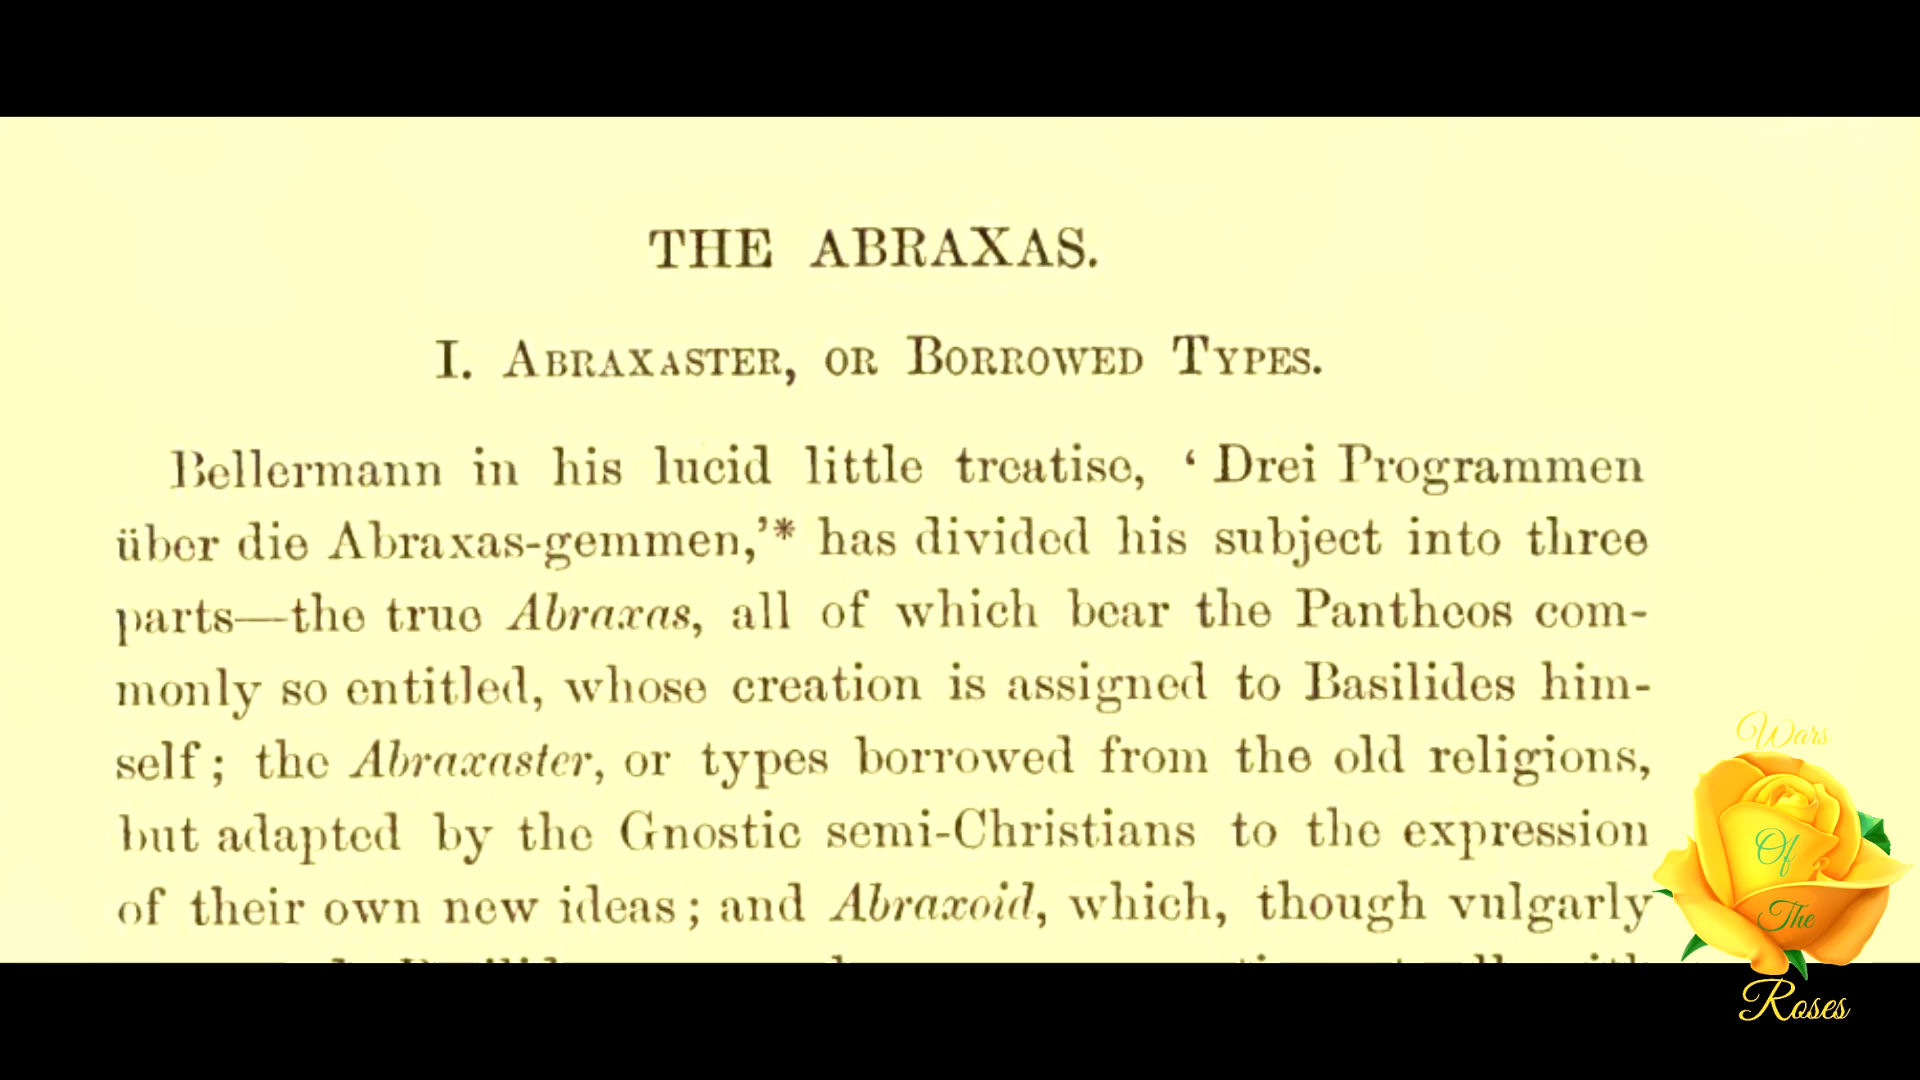 THE ABRAXAS.
I. ABRAXASTER, OR BORROWED TYPES.
Bellermann in his lucid little treatise, ‘Drei Programmen
über die Abraxas-gemmen,’* has divided his subject into three
parts—the true Abraxas, all of which bear the Pantheos com-
monly so entitled, whose creation is assigned to Basilides him-
self; the Abraxaster, or types borrowed from the old religions,
but adapted by the Gnostic semi-Christians to the expression
of their own new ideas; and Abraxoid, which, though vulgarly
Wars
Of
The
Roses